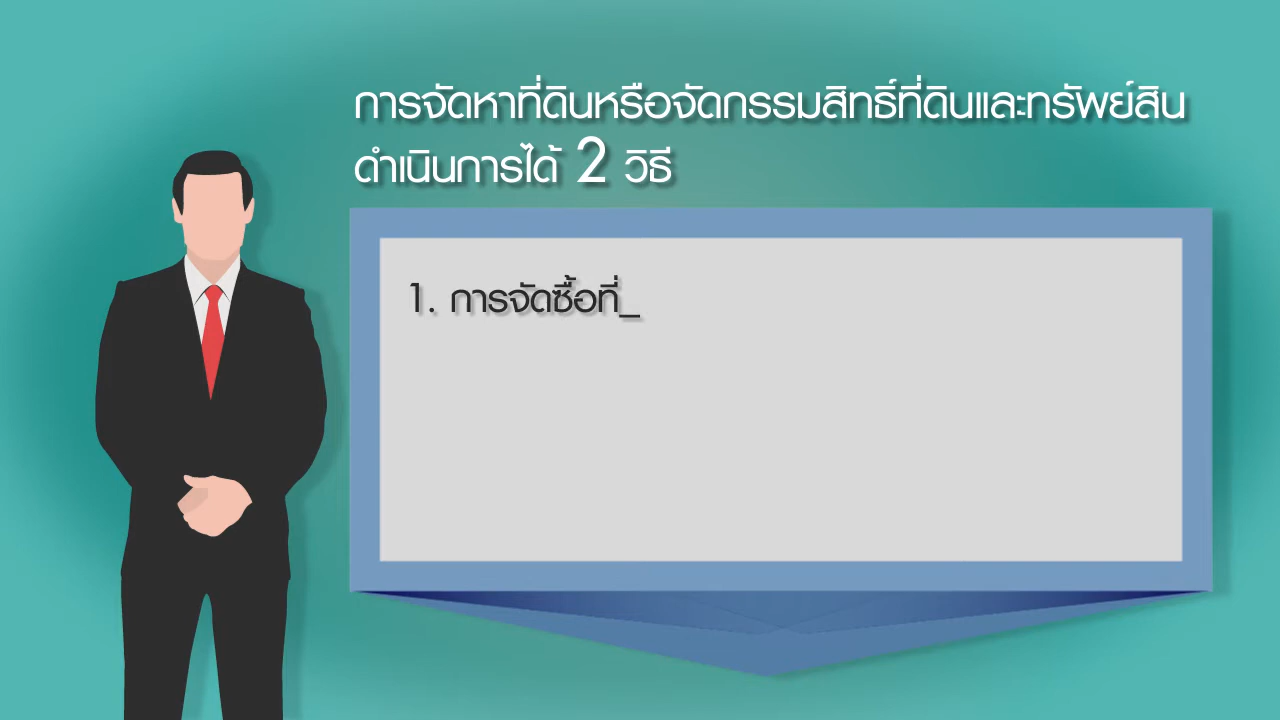 การจัดหาที่ดินหรือจัดกรรมสิทธิ์ที่ดินและทรัพย์สิน
ดำเนินการได้ 2 วิธี
1. การจัดซื้อที่_